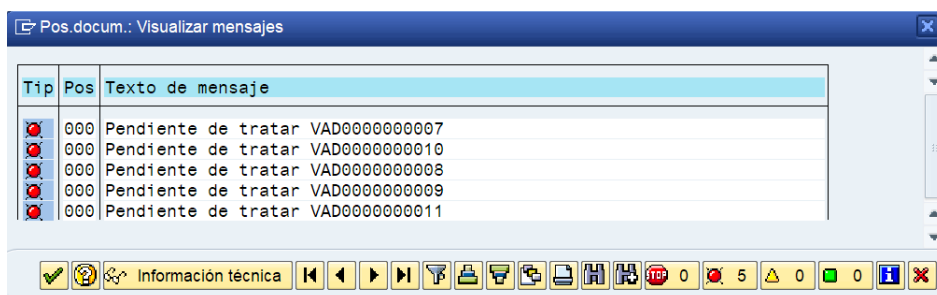 Pos.docum.: Visualizar mensajes
Tip Pos Texto de mensaje
000 Pendiente de tratar VAD0000000007
000 Pendiente de tratar VAD0000000010
000 Pendiente de tratar VAD0000000008
000 Pendiente de tratar VAD0000000009
000 Pendiente de tratar VAD0000000011
Información técnica STOP 0 5 0 0